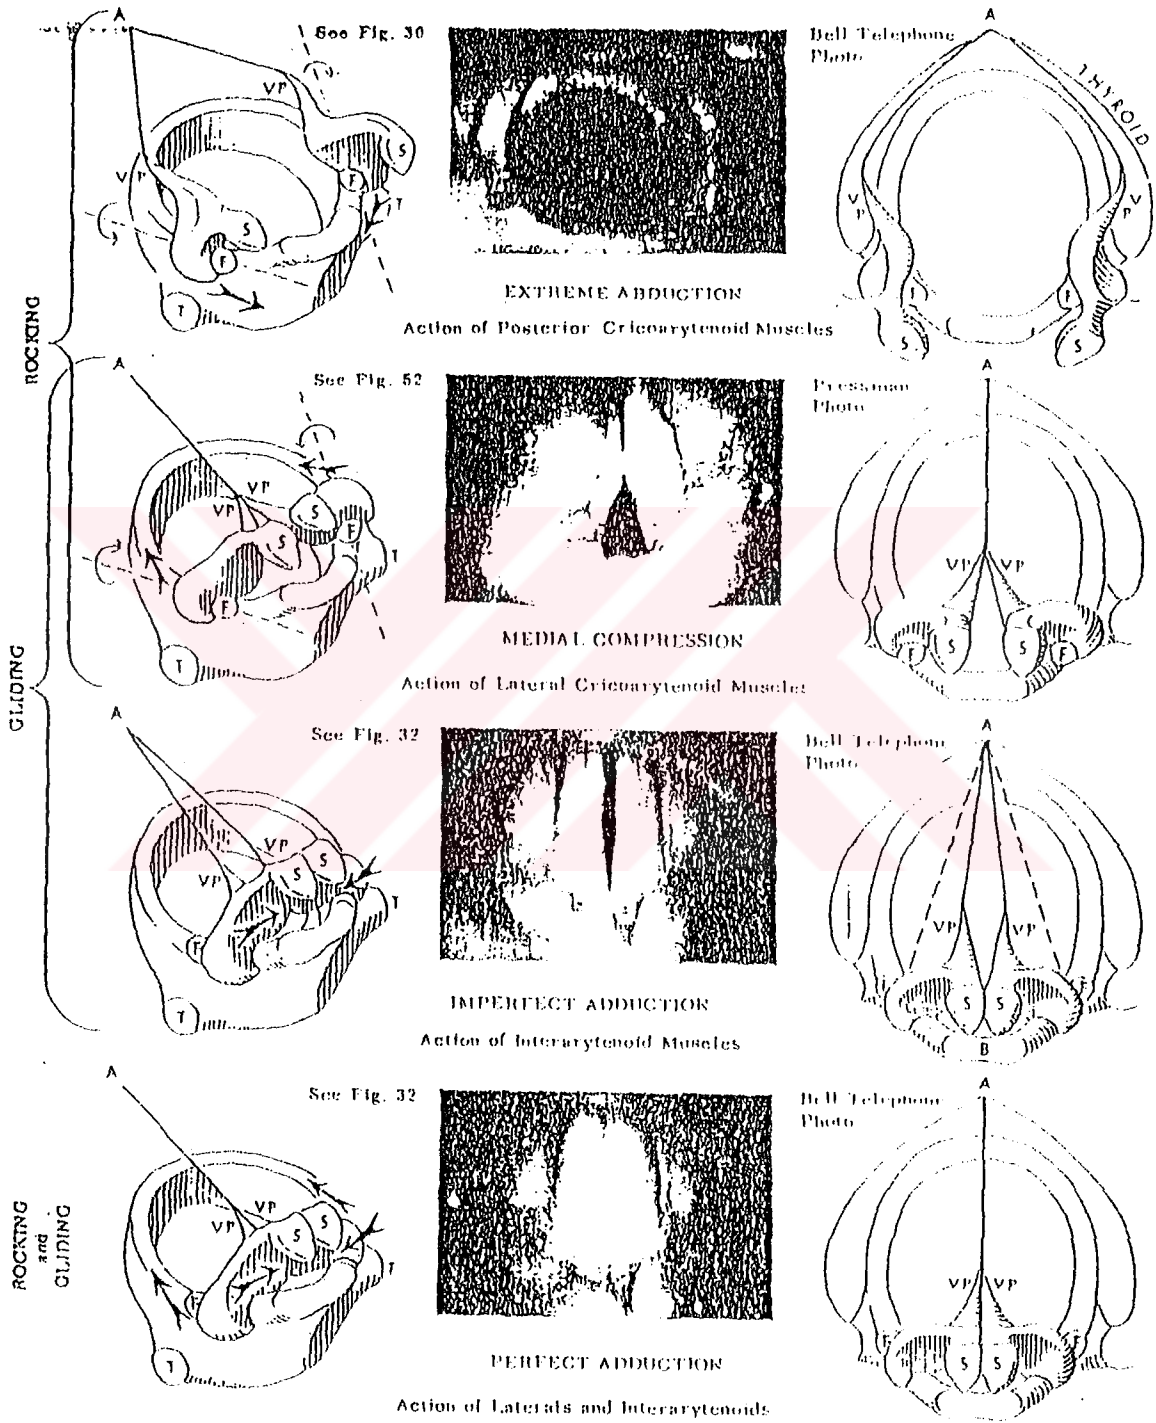 A
See Fig. 30
Bell Telephone
Photo
A
THYROID
VP
VP
S
F
T
S
F
T
VP
VP
F
F
S
S
EXTREME ABDUCTION
Action of Posterior Cricoarytenoid Muscles
ROCKING
A
See Fig. 52
Pressman
Photo
A
VP
VP
S
F
S
T
F
T
VP
VP
C
C
F
S
S
F
MEDIAL COMPRESSION
Action of Lateral Cricoarytenoid Muscles
GLIDING
A
See Fig. 32
Bell Telephone
Photo
A
VP
S
VP
S
T
F
T
VP
VP
F
S
S
B
IMPERFECT ADDUCTION
Action of Interarytenoid Muscles
A
See Fig. 32
Bell Telephone
Photo
A
ROCKING
and
GLIDING
VP
VP
S
S
T
F
T
VP
VP
F
F
S
S
PERFECT ADDUCTION
Action of Laterals and Interarytenoids